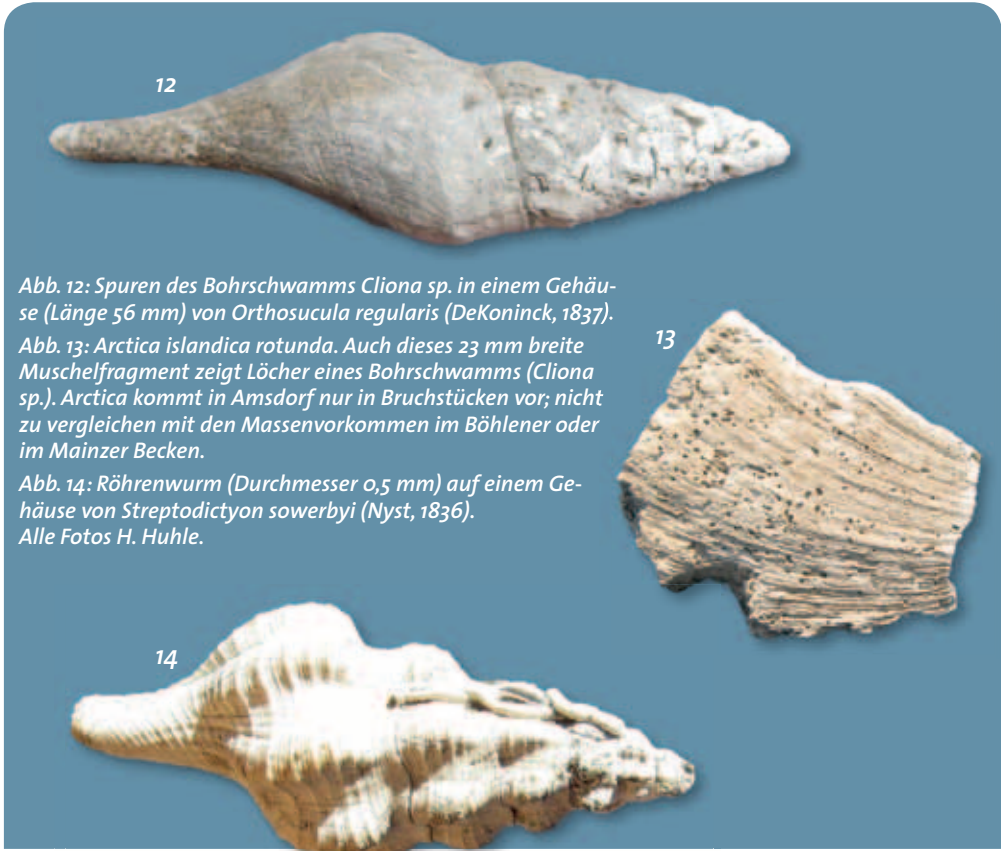 12
Abb. 12: Spuren des Bohrschwamms Cliona sp. in einem Gehäu-
se (Länge 56 mm) von Orthosucula regularis (DeKoninck, 1837).
Abb. 13: Arctica islandica rotunda. Auch dieses 23 mm breite
Muschelfragment zeigt Löcher eines Bohrschwamms (Cliona
sp.). Arctica kommt in Amsdorf nur in Bruchstücken vor; nicht
zu vergleichen mit den Massenvorkommen im Böhlener oder
im Mainzer Becken.
Abb. 14: Röhrenwurm (Durchmesser 0,5 mm) auf einem Ge-
häuse von Streptodictyon sowerbyi (Nyst, 1836).
Alle Fotos H. Huhle.
13
14